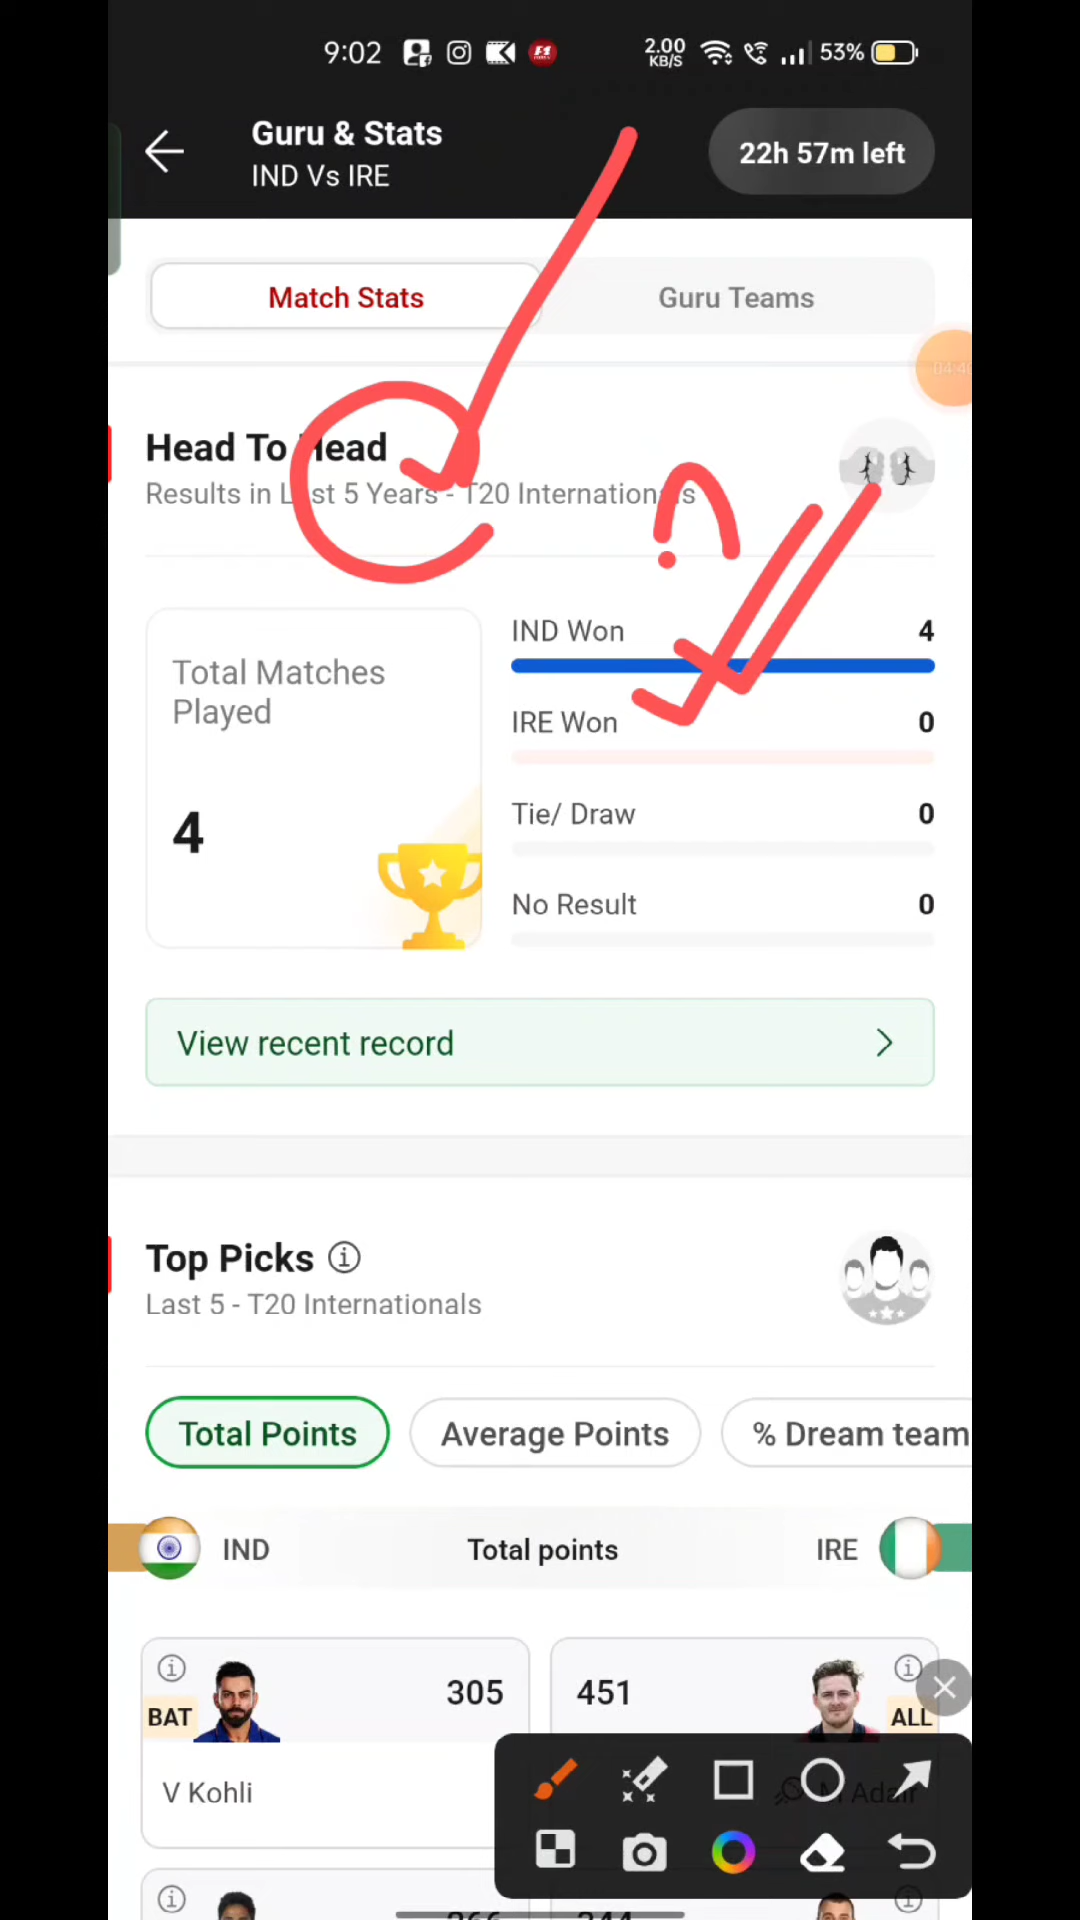 9:02 2.00 KB/S 53%
Guru & Stats
IND Vs IRE
22h 57m left
Match Stats Guru Teams
Head To Head
Results in Last 5 Years - T20 Internationals
Total Matches
Played
4
IND Won 4
IRE Won 0
Tie/ Draw 0
No Result 0
View recent record
Top Picks
Last 5 - T20 Internationals
Total Points Average Points % Dream team
IND Total points IRE
BAT 305 451 ALL
V Kohli M Adair